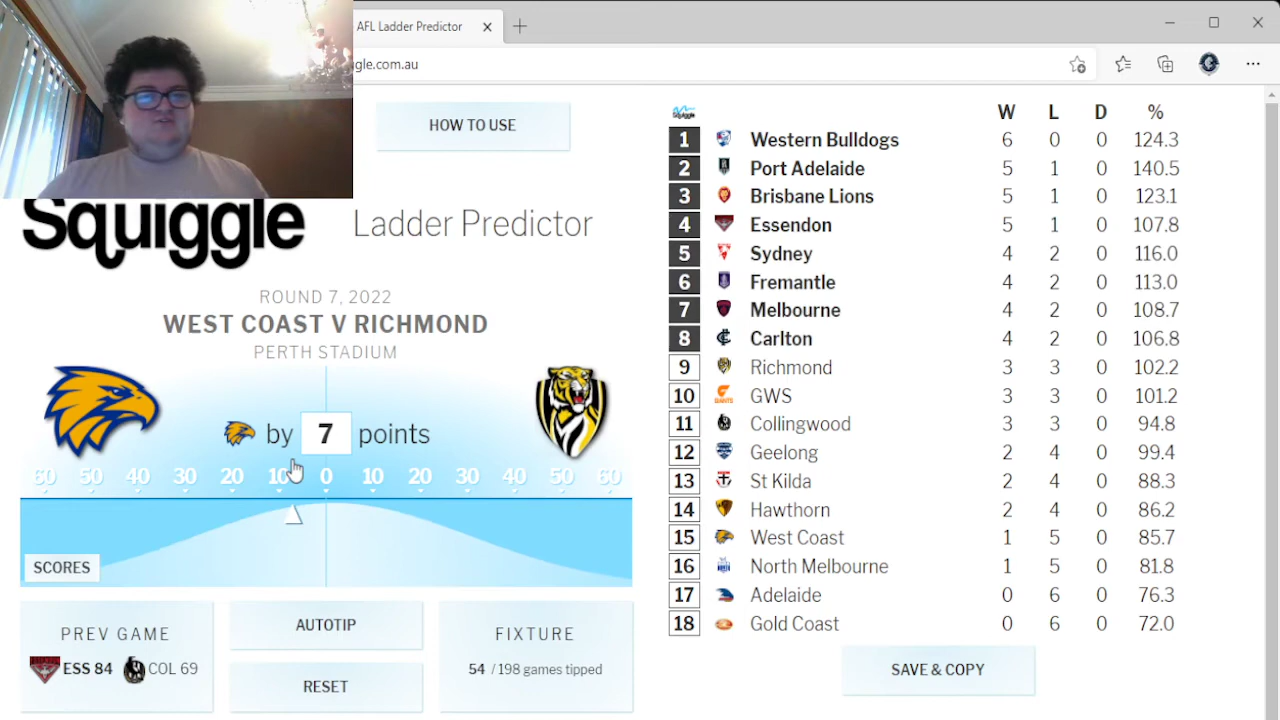 AFL Ladder Predictor
ggle.com.au
HOW TO USE
Squiggle
Ladder Predictor
ROUND 7, 2022
WEST COAST V RICHMOND
PERTH STADIUM
by 7 points
60 50 40 30 20 10 0 10 20 30 40 50 60
SCORES
PREV GAME
ESS 84 COL 69
AUTOTIP
RESET
FIXTURE
54 / 198 games tipped
Squiggle W L D %
1 Western Bulldogs 6 0 0 124.3
2 Port Adelaide 5 1 0 140.5
3 Brisbane Lions 5 1 0 123.1
4 Essendon 5 1 0 107.8
5 Sydney 4 2 0 116.0
6 Fremantle 4 2 0 113.0
7 Melbourne 4 2 0 108.7
8 Carlton 4 2 0 106.8
9 Richmond 3 3 0 102.2
10 GWS 3 3 0 101.2
11 Collingwood 3 3 0 94.8
12 Geelong 2 4 0 99.4
13 St Kilda 2 4 0 88.3
14 Hawthorn 2 4 0 86.2
15 West Coast 1 5 0 85.7
16 North Melbourne 1 5 0 81.8
17 Adelaide 0 6 0 76.3
18 Gold Coast 0 6 0 72.0
SAVE & COPY